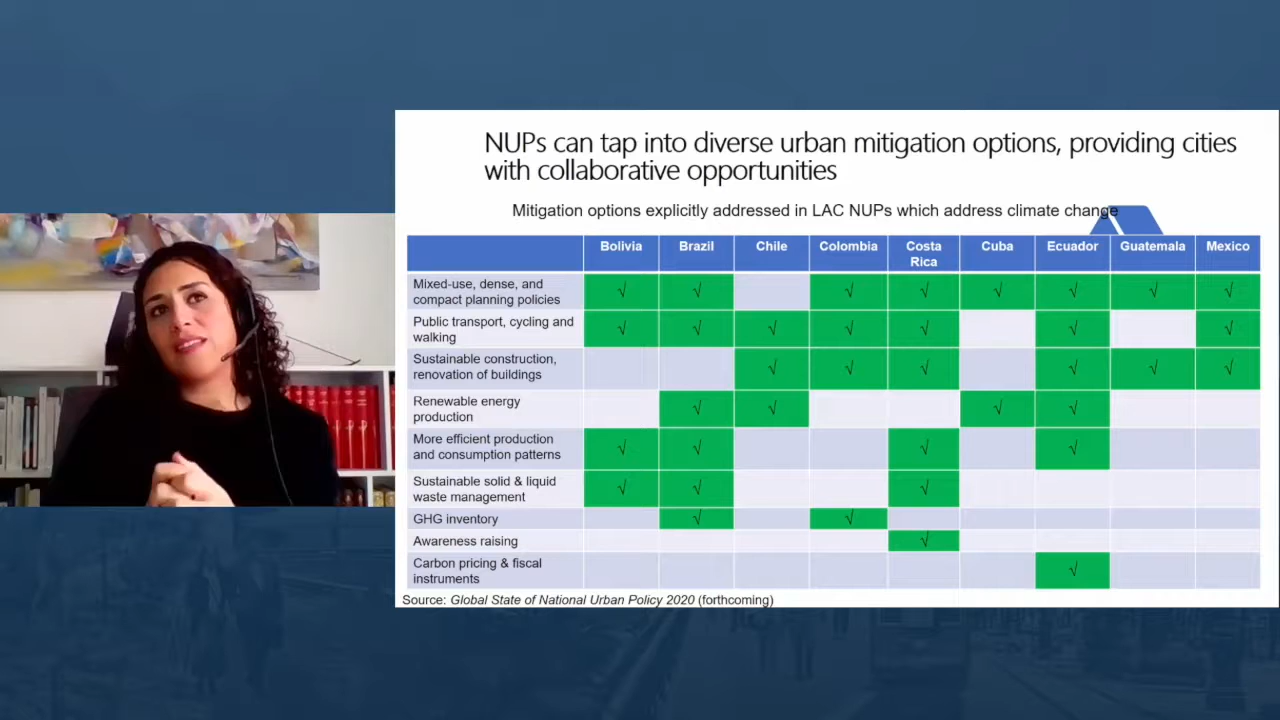 NUPs can tap into diverse urban mitigation options, providing cities
with collaborative opportunities
Mitigation options explicitly addressed in LAC NUPs which address climate change
Bolivia Brazil Chile Colombia Costa Rica Cuba Ecuador Guatemala Mexico
Mixed-use, dense, and
compact planning policies √ √ √ √ √ √ √ √
Public transport, cycling and
walking √ √ √ √ √ √ √
Sustainable construction,
renovation of buildings √ √ √ √ √ √
Renewable energy
production √ √ √ √
More efficient production
and consumption patterns √ √ √ √
Sustainable solid & liquid
waste management √ √ √
GHG inventory √ √
Awareness raising √
Carbon pricing & fiscal
instruments √
Source: Global State of National Urban Policy 2020 (forthcoming)